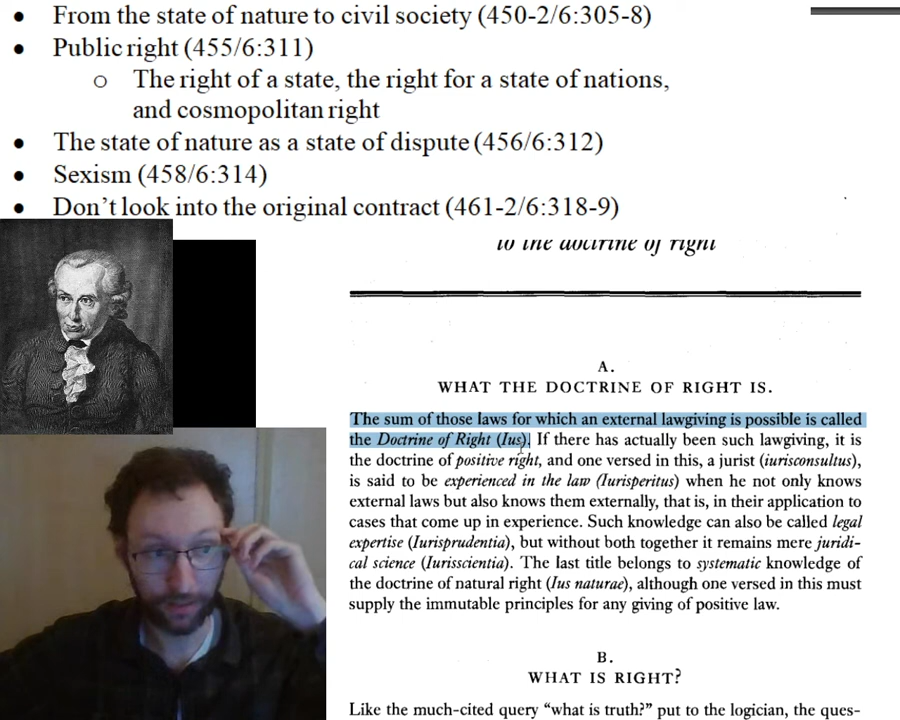 From the state of nature to civil society (450-2/6:305-8)
Public right (455/6:311)
The right of a state, the right for a state of nations,
and cosmopolitan right
The state of nature as a state of dispute (456/6:312)
Sexism (458/6:314)
Don't look into the original contract (461-2/6:318-9)
to the doctrine of right
A.
WHAT THE DOCTRINE OF RIGHT IS.
The sum of those laws for which an external lawgiving is possible is called
the Doctrine of Right (Ius). If there has actually been such lawgiving, it is
the doctrine of positive right, and one versed in this, a jurist (iurisconsultus),
is said to be experienced in the law (Iurisperitus) when he not only knows
external laws but also knows them externally, that is, in their application to
cases that come up in experience. Such knowledge can also be called legal
expertise (Iurisprudentia), but without both together it remains mere juridi-
cal science (Iurisscientia). The last title belongs to systematic knowledge of
the doctrine of natural right (Ius naturae), although one versed in this must
supply the immutable principles for any giving of positive law.
B.
WHAT IS RIGHT?
Like the much-cited query "what is truth?" put to the logician, the ques-